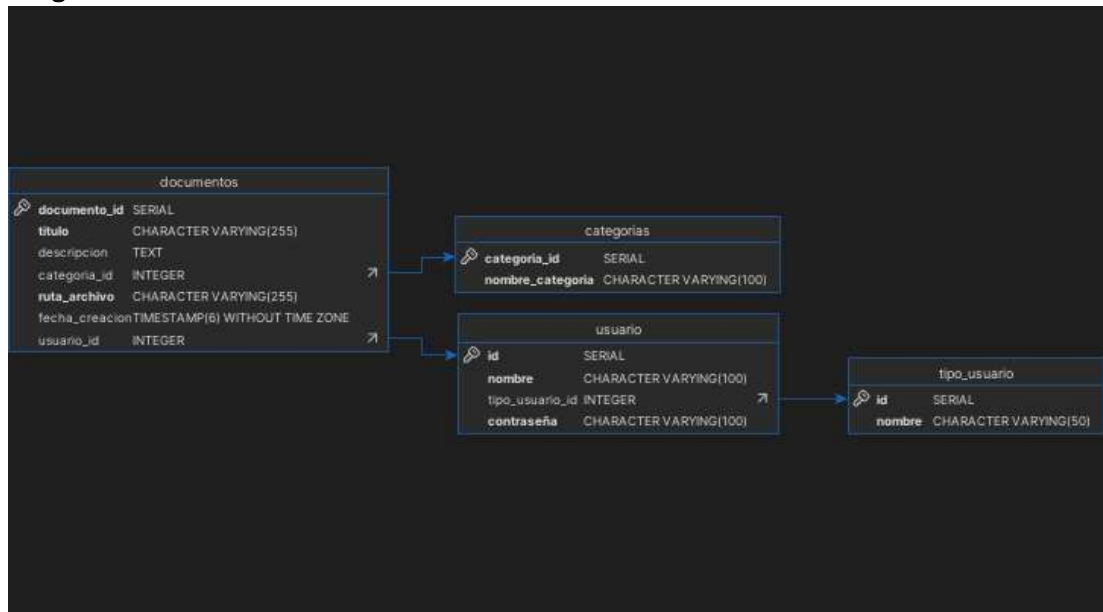 documentos
documento_id SERIAL
titulo CHARACTER VARYING(255)
descripcion TEXT
categoria_id INTEGER
ruta_archivo CHARACTER VARYING(255)
fecha_creacion TIMESTAMP(6) WITHOUT TIME ZONE
usuario_id INTEGER
categorias
categoria_id SERIAL
nombre_categoria CHARACTER VARYING(100)
usuario
id SERIAL
nombre CHARACTER VARYING(100)
tipo_usuario_id INTEGER
contraseña CHARACTER VARYING(100)
tipo_usuario
id SERIAL
nombre CHARACTER VARYING(50)